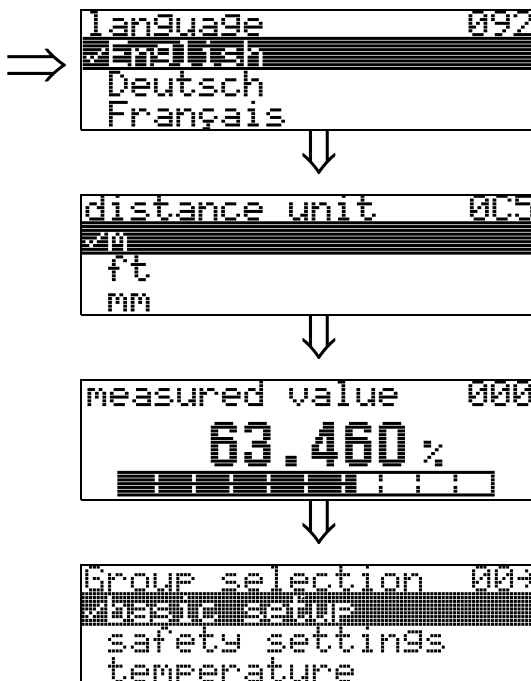 language 092
✓English
Deutsch
Français
distance unit 0C5
✓m
ft
mm
measured value 000
63.460 %
Group selection 00→
✓basic setup
safety settings
temperature